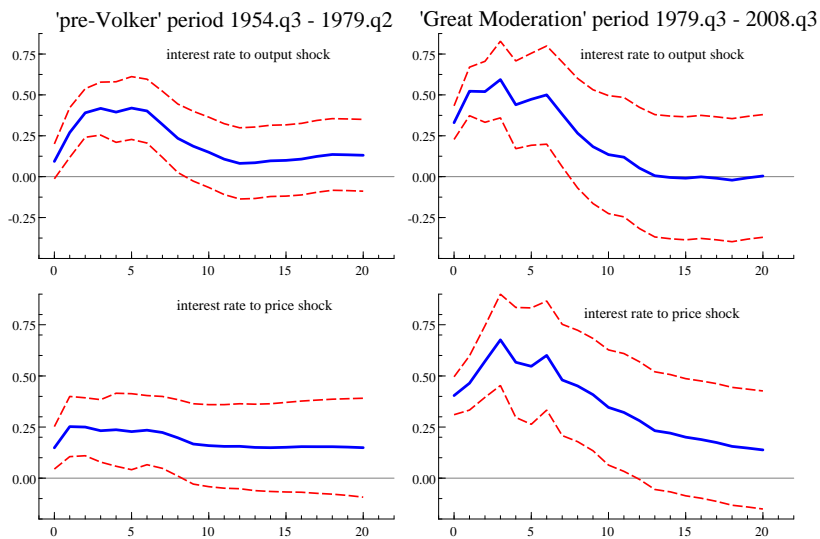 'pre-Volker' period 1954.q3 - 1979.q2
'Great Moderation' period 1979.q3 - 2008.q3
interest rate to output shock
0.75
0.50
0.25
0.00
-0.25
0 5 10 15 20
interest rate to output shock
0.75
0.50
0.25
0.00
-0.25
0 5 10 15 20
interest rate to price shock
0.75
0.50
0.25
0.00
0 5 10 15 20
interest rate to price shock
0.75
0.50
0.25
0.00
0 5 10 15 20